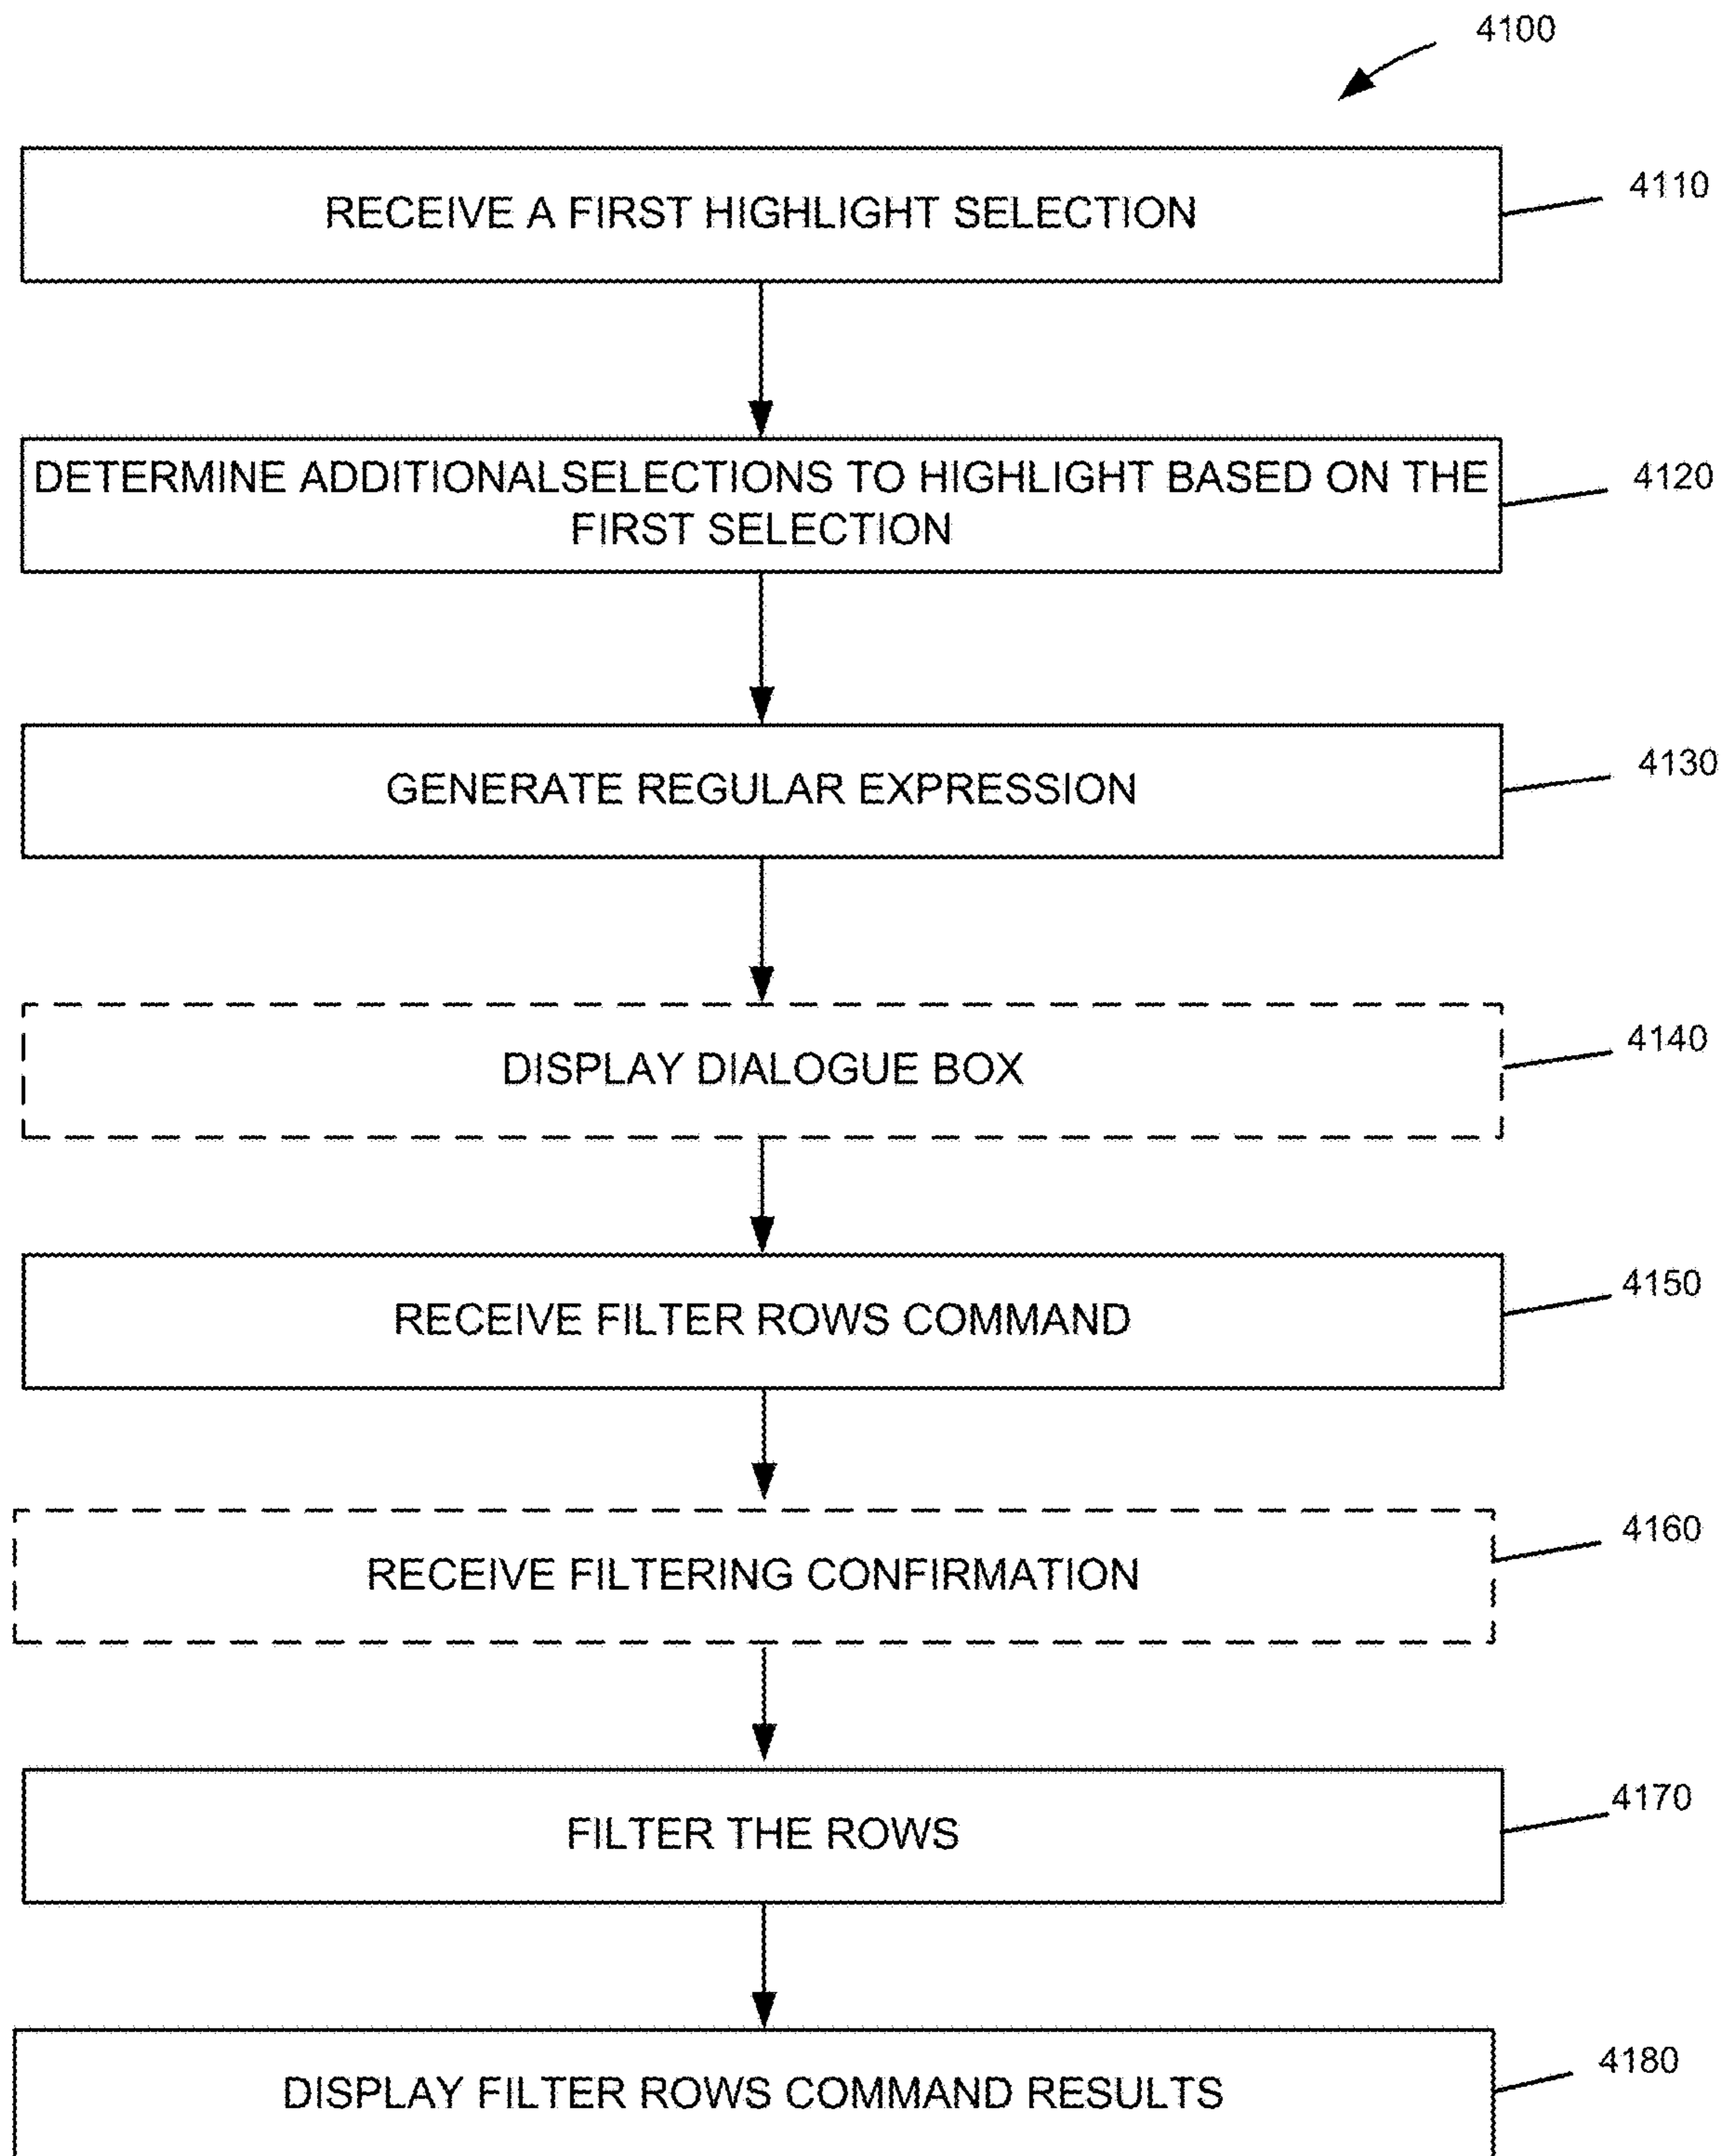 4100
RECEIVE A FIRST HIGHLIGHT SELECTION
4110
DETERMINE ADDITIONALSELECTIONS TO HIGHLIGHT BASED ON THE
FIRST SELECTION
4120
GENERATE REGULAR EXPRESSION
4130
DISPLAY DIALOGUE BOX
4140
RECEIVE FILTER ROWS COMMAND
4150
RECEIVE FILTERING CONFIRMATION
4160
FILTER THE ROWS
4170
DISPLAY FILTER ROWS COMMAND RESULTS
4180